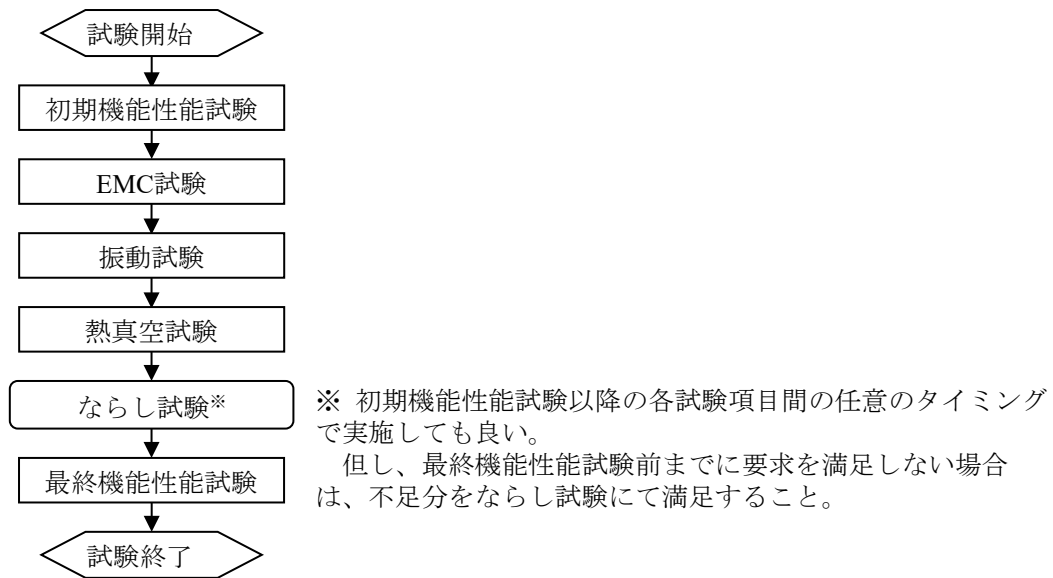 試験開始
初期機能性能試験
EMC試験
振動試験
熱真空試験
ならし試験※
※ 初期機能性能試験以降の各試験項目間の任意のタイミング
で実施しても良い。
　但し、最終機能性能試験前までに要求を満足しない場合
は、不足分をならし試験にて満足すること。
最終機能性能試験
試験終了